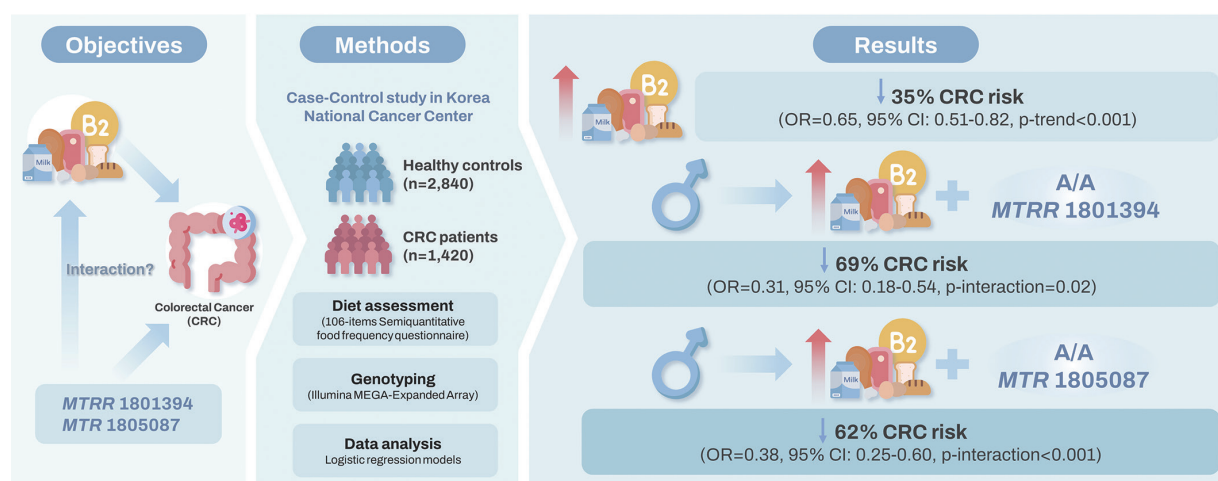 Objectives
B2
Milk
Interaction?
Colorectal Cancer
(CRC)
MTRR 1801394
MTR 1805087
Methods
Case-Control study in Korea
National Cancer Center
Healthy controls
(n=2,840)
CRC patients
(n=1,420)
Diet assessment
(106-items Semiquantitative
food frequency questionnaire)
Genotyping
(Illumina MEGA-Expanded Array)
Data analysis
Logistic regression models
Results
B2
Milk
35% CRC risk
(OR=0.65, 95% CI: 0.51-0.82, p-trend<0.001)
B2
Milk
A/A
MTRR 1801394
69% CRC risk
(OR=0.31, 95% CI: 0.18-0.54, p-interaction=0.02)
B2
Milk
A/A
MTR 1805087
62% CRC risk
(OR=0.38, 95% CI: 0.25-0.60, p-interaction<0.001)